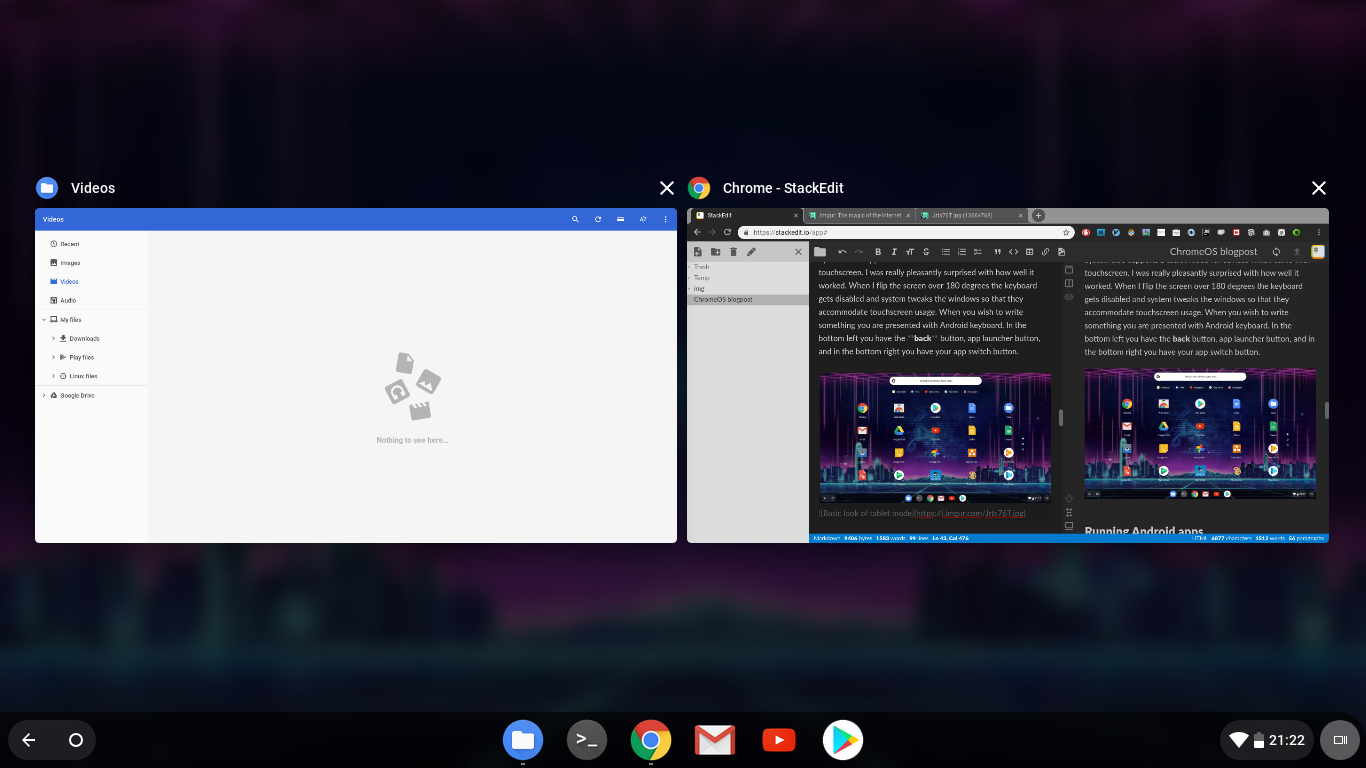 Videos
Chrome - StackEdit
Videos
Recent
Images
Videos
Audio
My files
Downloads
Play files
Linux files
Google Drive
Nothing to see here...
StackEdit
Imgur: The magic of the Internet
Jrts76T.jpg (1366×768)
https://stackedit.io/app#
ChromeOS blogpost
Trash
Temp
img
ChromeOS blogpost
touchscreen. I was really pleasantly surprised with how well it
worked. When I flip the screen over 180 degrees the keyboard
gets disabled and system tweaks the windows so that they
accommodate touchscreen usage. When you wish to write
something you are presented with Android keyboard. In the
bottom left you have the **back** button, app launcher button,
and in the bottom right you have your app switch button.
![Basic look of tablet mode](https://i.imgur.com/Jrts76T.jpg)
touchscreen. I was really pleasantly surprised with how well it
worked. When I flip the screen over 180 degrees the keyboard
gets disabled and system tweaks the windows so that they
accommodate touchscreen usage. When you wish to write
something you are presented with Android keyboard. In the
bottom left you have the back button, app launcher button, and in
the bottom right you have your app switch button.
Running Android apps
Markdown 9406 bytes 1583 words 99 lines Ln 43, Col 476
HTML 6877 characters 1513 words 56 paragraphs
21:22